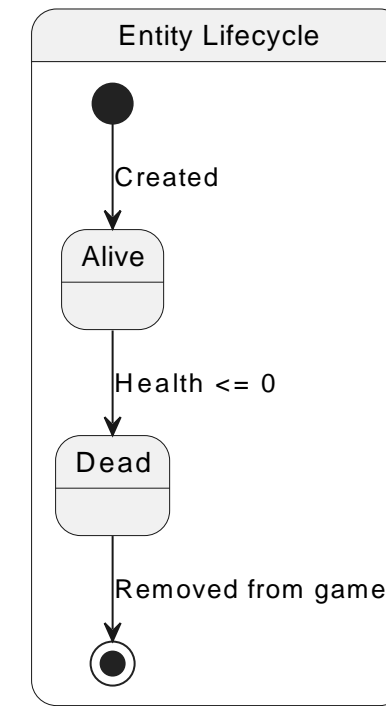 Entity Lifecycle
Created
Alive
Health <= 0
Dead
Removed from game